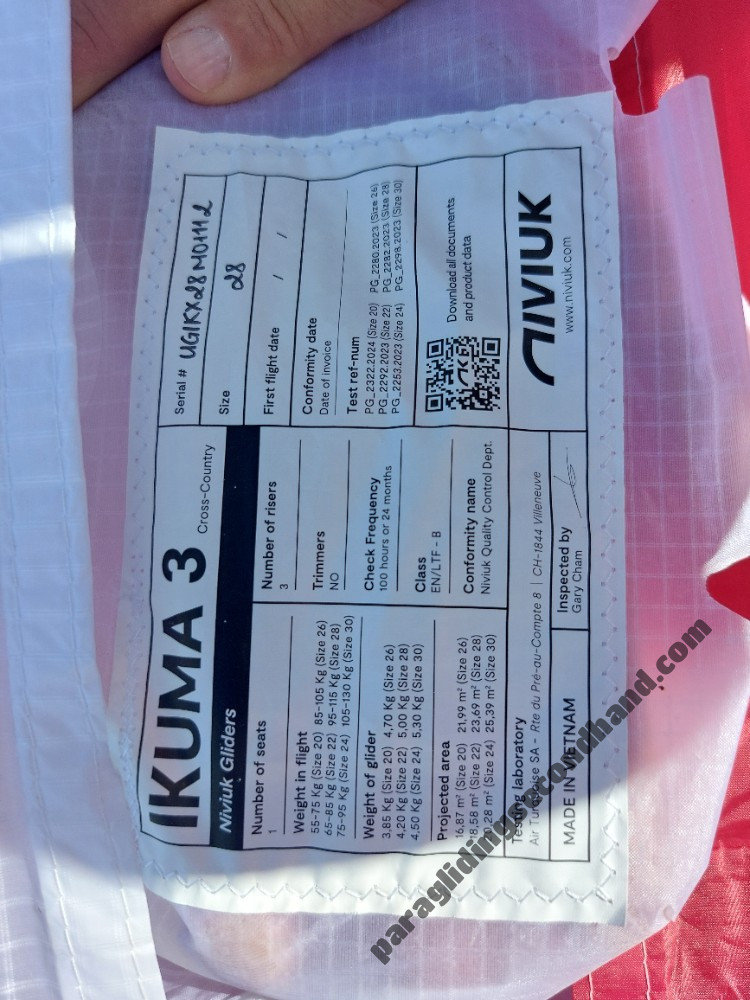 IKUMA 3
Cross-Country
Niviuk Gliders
Serial # UGIKX28M01112
Size 28
Number of seats
1
Weight in flight
55-75 Kg (Size 20) 85-105 Kg (Size 26)
65-85 Kg (Size 22) 95-115 Kg (Size 28)
75-95 Kg (Size 24) 105-130 Kg (Size 30)
Weight of glider
3,85 Kg (Size 20) 4,70 Kg (Size 26)
4,20 Kg (Size 22) 5,00 Kg (Size 28)
4,50 Kg (Size 24) 5,30 Kg (Size 30)
Projected area
16,87 m² (Size 20) 21,99 m² (Size 26)
18,58 m² (Size 22) 23,69 m² (Size 28)
m² (Size 24) 25,39 m² (Size 30)
Number of risers
3
Trimmers
NO
Check Frequency
100 hours or 24 months
Class
EN/LTF - B
Conformity name
Niviuk Quality Control Dept.
First flight date / /
Conformity date
Date of invoice
Test ref-num
PG_2322.2024 (Size 20) PG_2280.2023 (Size 26)
PG_2292.2023 (Size 22) PG_2282.2023 (Size 28)
PG_2253.2023 (Size 24) PG_2298.2023 (Size 30)
Download all documents
and product data
Testing laboratory
Air Turquoise SA - Rte du Pré-au-Compte 8 | CH-1844 Villeneuve
MADE IN VIETNAM
Inspected by
Gary Cham
NIVIUK
www.niviuk.com
paraglidingsecondhand.com